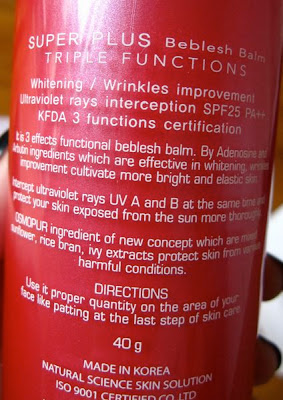 SUPER PLUS Beblesh Balm
TRIPLE FUNCTIONS
Whitening / Wrinkles improvement
Ultraviolet rays interception SPF25 PA++
KFDA 3 functions certification
It is 3 effects functional beblesh balm. By Adenosine and
Arbutin ingredients which are effective in whitening, wrinkles
improvement cultivate more bright and elastic skin.
Intercept ultraviolet rays UV A and B at the same time and
protect your skin exposed from the sun more thoroughly.
OSMOPUR ingredient of new concept which are mixed
sunflower, rice bran, ivy extracts protect skin from
harmful conditions.
DIRECTIONS
Use it proper quantity on the area of your
face like patting at the last step of skin care
40 g
MADE IN KOREA
NATURAL SCIENCE SKIN SOLUTION
ISO 9001 CERTIFIED CO.LTD